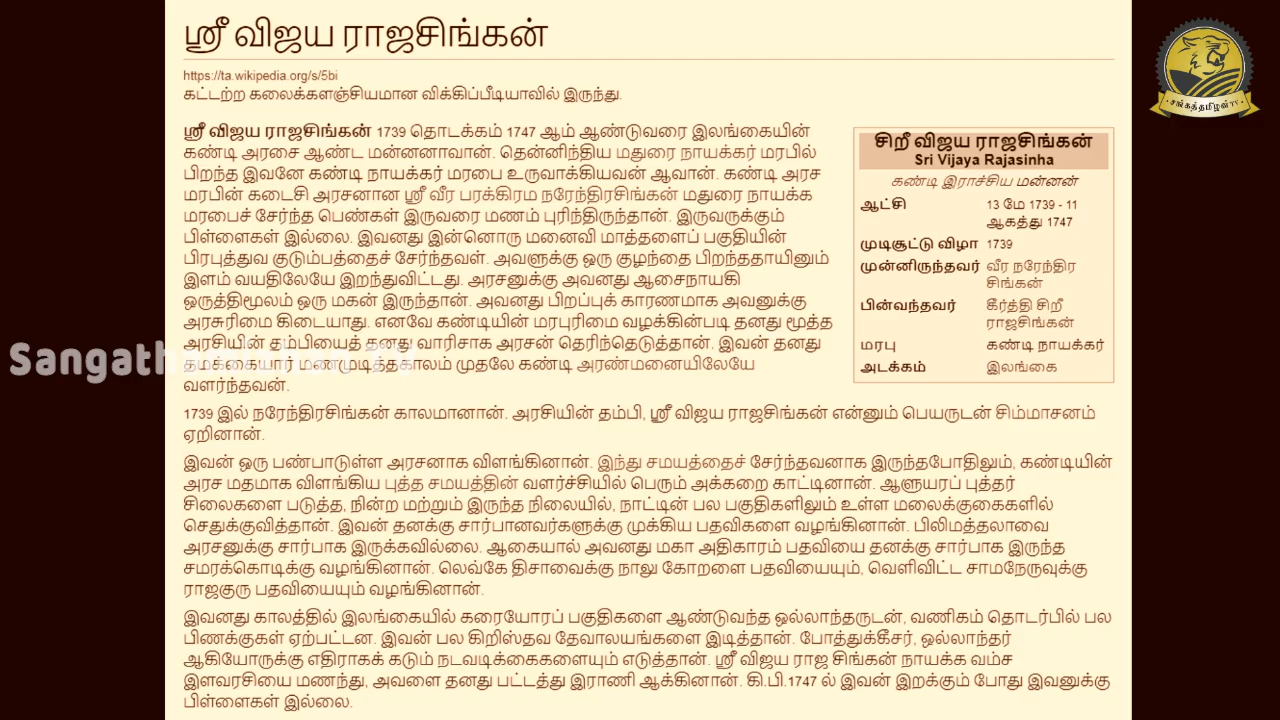 ஸ்ரீ விஜய ராஜசிங்கன்
https://ta.wikipedia.org/s/5bi
கட்டற்ற கலைக்களஞ்சியமான விக்கிப்பீடியாவில் இருந்து.
ஸ்ரீ விஜய ராஜசிங்கன் 1739 தொடக்கம் 1747 ஆம் ஆண்டுவரை இலங்கையின்
கண்டி அரசை ஆண்ட மன்னனாவான். தென்னிந்திய மதுரை நாயக்கர் மரபில்
பிறந்த இவனே கண்டி நாயக்கர் மரபை உருவாக்கியவன் ஆவான். கண்டி அரச
மரபின் கடைசி அரசனான ஸ்ரீ வீர பரக்கிரம நரேந்திரசிங்கன் மதுரை நாயக்க
மரபைச் சேர்ந்த பெண்கள் இருவரை மணம் புரிந்திருந்தான். இருவருக்கும்
பிள்ளைகள் இல்லை. இவனது இன்னொரு மனைவி மாத்தளைப் பகுதியின்
பிரபுத்துவ குடும்பத்தைச் சேர்ந்தவள். அவளுக்கு ஒரு குழந்தை பிறந்ததாயினும்
இளம் வயதிலேயே இறந்துவிட்டது. அரசனுக்கு அவனது ஆசைநாயகி
ஒருத்திமூலம் ஒரு மகன் இருந்தான். அவனது பிறப்புக் காரணமாக அவனுக்கு
அரசுரிமை கிடையாது. எனவே கண்டியின் மரபுரிமை வழக்கின்படி தனது மூத்த
அரசியின் தம்பியைத் தனது வாரிசாக அரசன் தெரிந்தெடுத்தான். இவன் தனது
தமக்கையார் மணமுடித்தகாலம் முதலே கண்டி அரண்மனையிலேயே
வளர்ந்தவன்.
சிறீ விஜய ராஜசிங்கன்
Sri Vijaya Rajasinha
கண்டி இராச்சிய மன்னன்
ஆட்சி 13 மே 1739 - 11
ஆகத்து 1747
முடிசூட்டு விழா 1739
முன்னிருந்தவர் வீர நரேந்திர
சிங்கன்
பின்வந்தவர் கீர்த்தி சிறீ
ராஜசிங்கன்
மரபு கண்டி நாயக்கர்
அடக்கம் இலங்கை
1739 இல் நரேந்திரசிங்கன் காலமானான். அரசியின் தம்பி, ஸ்ரீ விஜய ராஜசிங்கன் என்னும் பெயருடன் சிம்மாசனம்
ஏறினான்.
இவன் ஒரு பண்பாடுள்ள அரசனாக விளங்கினான். இந்து சமயத்தைச் சேர்ந்தவனாக இருந்தபோதிலும், கண்டியின்
அரச மதமாக விளங்கிய புத்த சமயத்தின் வளர்ச்சியில் பெரும் அக்கறை காட்டினான். ஆளுயரப் புத்தர்
சிலைகளை படுத்த, நின்ற மற்றும் இருந்த நிலையில், நாட்டின் பல பகுதிகளிலும் உள்ள மலைக்குகைகளில்
செதுக்குவித்தான். இவன் தனக்கு சார்பானவர்களுக்கு முக்கிய பதவிகளை வழங்கினான். பிலிமத்தலாவை
அரசனுக்கு சார்பாக இருக்கவில்லை. ஆகையால் அவனது மகா அதிகாரம் பதவியை தனக்கு சார்பாக இருந்த
சமரக்கொடிக்கு வழங்கினான். லெவ்கே திசாவைக்கு நாலு கோறளை பதவியையும், வெளிவிட்ட சாமநேருவுக்கு
ராஜகுரு பதவியையும் வழங்கினான்.
இவனது காலத்தில் இலங்கையில் கரையோரப் பகுதிகளை ஆண்டுவந்த ஒல்லாந்தருடன், வணிகம் தொடர்பில் பல
பிணக்குகள் ஏற்பட்டன. இவன் பல கிறிஸ்தவ தேவாலயங்களை இடித்தான். போத்துக்கீசர், ஒல்லாந்தர்
ஆகியோருக்கு எதிராகக் கடும் நடவடிக்கைகளையும் எடுத்தான். ஸ்ரீ விஜய ராஜ சிங்கன் நாயக்க வம்ச
இளவரசியை மணந்து, அவளை தனது பட்டத்து இராணி ஆக்கினான். கி.பி.1747 ல் இவன் இறக்கும் போது இவனுக்கு
பிள்ளைகள் இல்லை.
சங்கத்தமிழன் TV